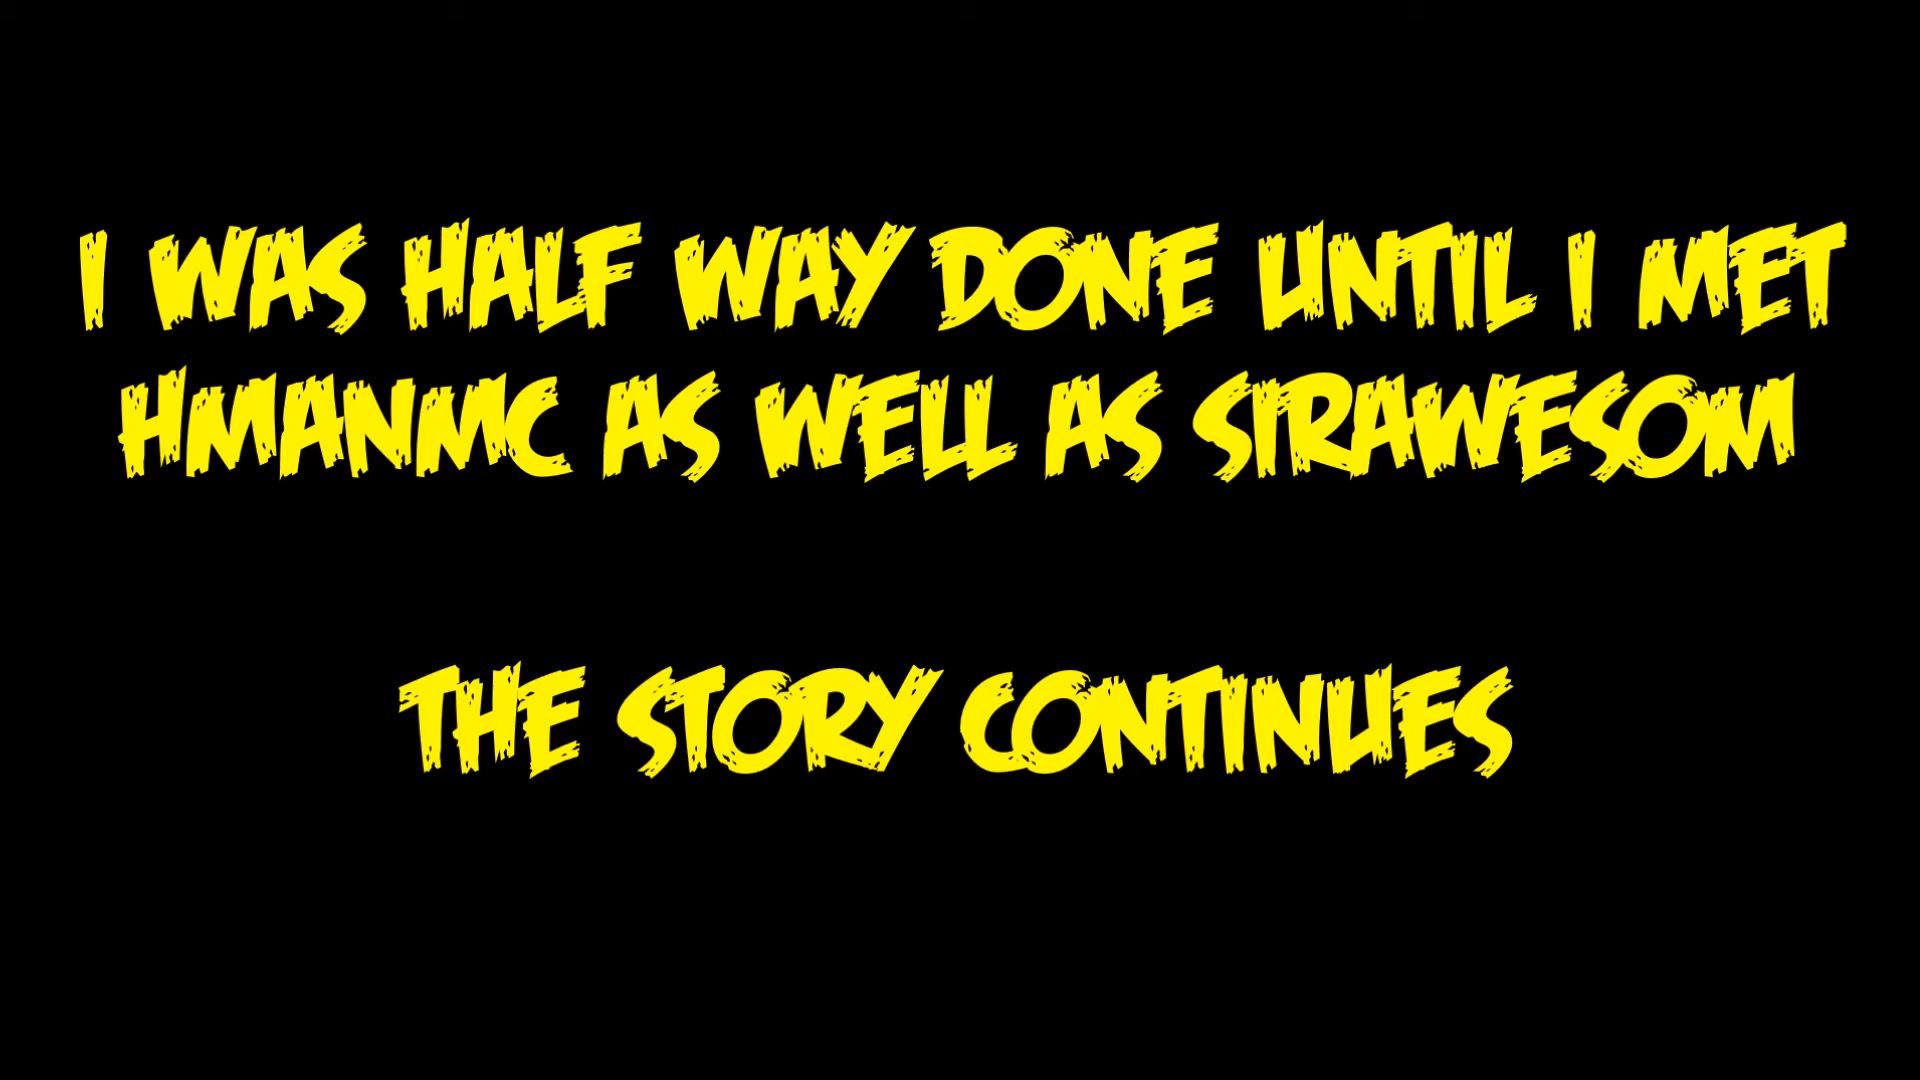 I WAS HALF WAY DONE UNTIL I MET
HMANMC AS WELL AS SIRAWESOM
THE STORY CONTINUES